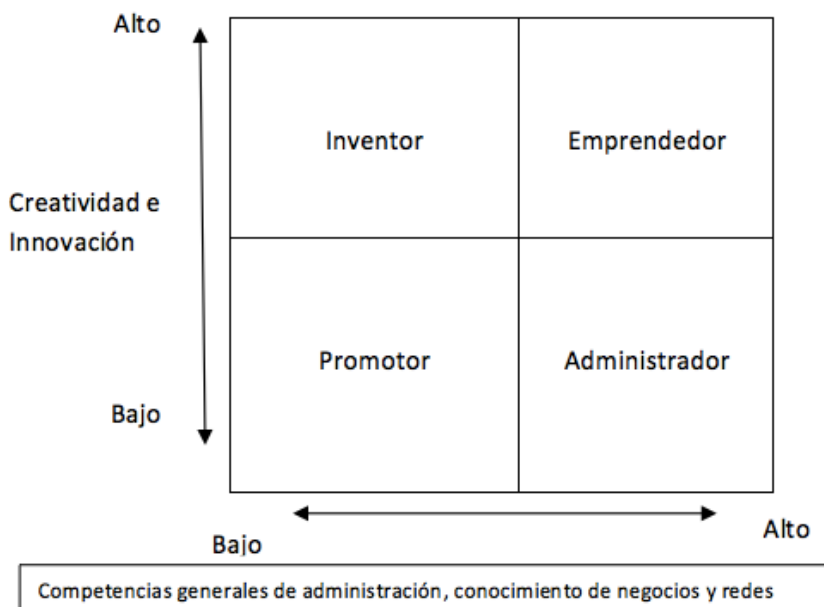 Alto
Inventor
Emprendedor
Creatividad e
Innovación
Promotor
Administrador
Bajo
Bajo
Alto
Competencias generales de administración, conocimiento de negocios y redes